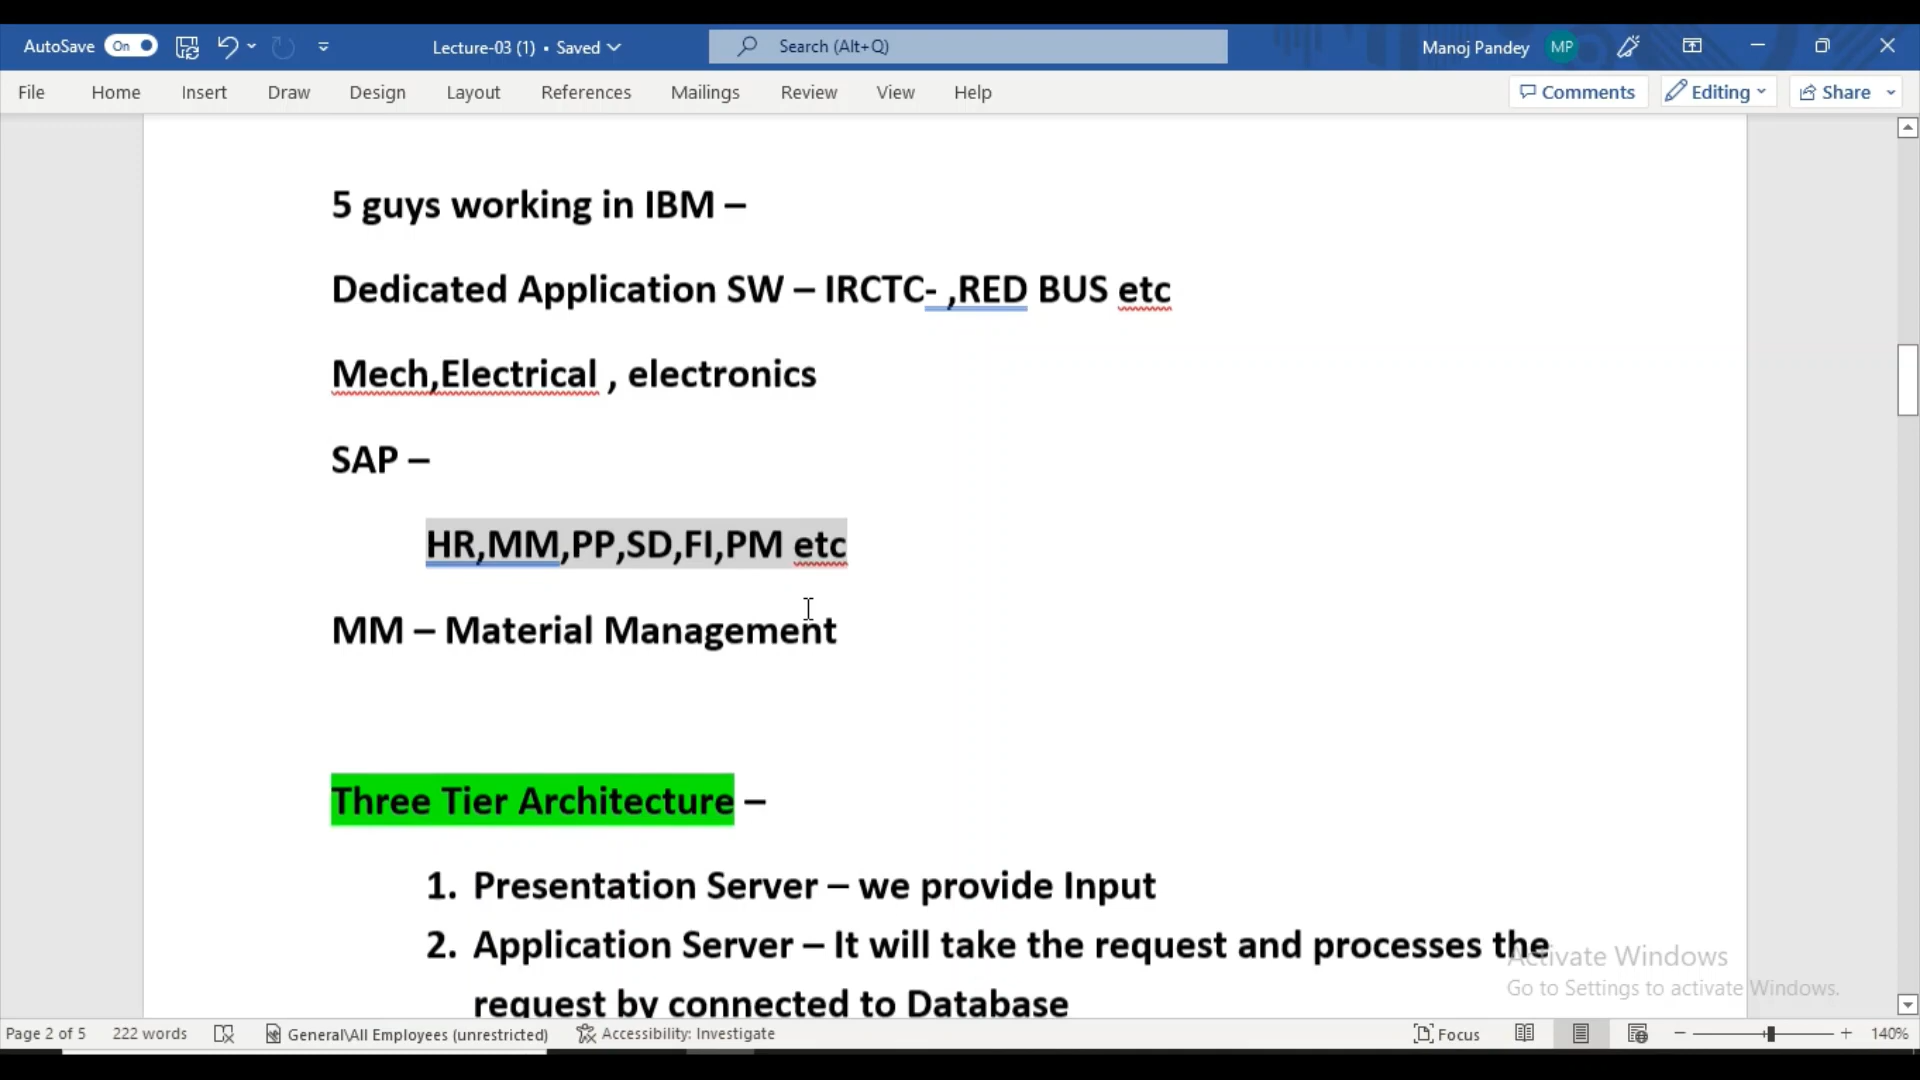 AutoSave On Lecture-03 (1) • Saved Search (Alt+Q) Manoj Pandey MP
File Home Insert Draw Design Layout References Mailings Review View Help Comments Editing Share
5 guys working in IBM –
Dedicated Application SW – IRCTC- ,RED BUS etc
Mech,Electrical , electronics
SAP –
HR,MM,PP,SD,FI,PM etc
MM – Material Management
Three Tier Architecture –
1. Presentation Server – we provide Input
2. Application Server – It will take the request and processes the
request by connected to Database
Activate Windows
Go to Settings to activate Windows.
Page 2 of 5 222 words General\All Employees (unrestricted) Accessibility: Investigate Focus 140%